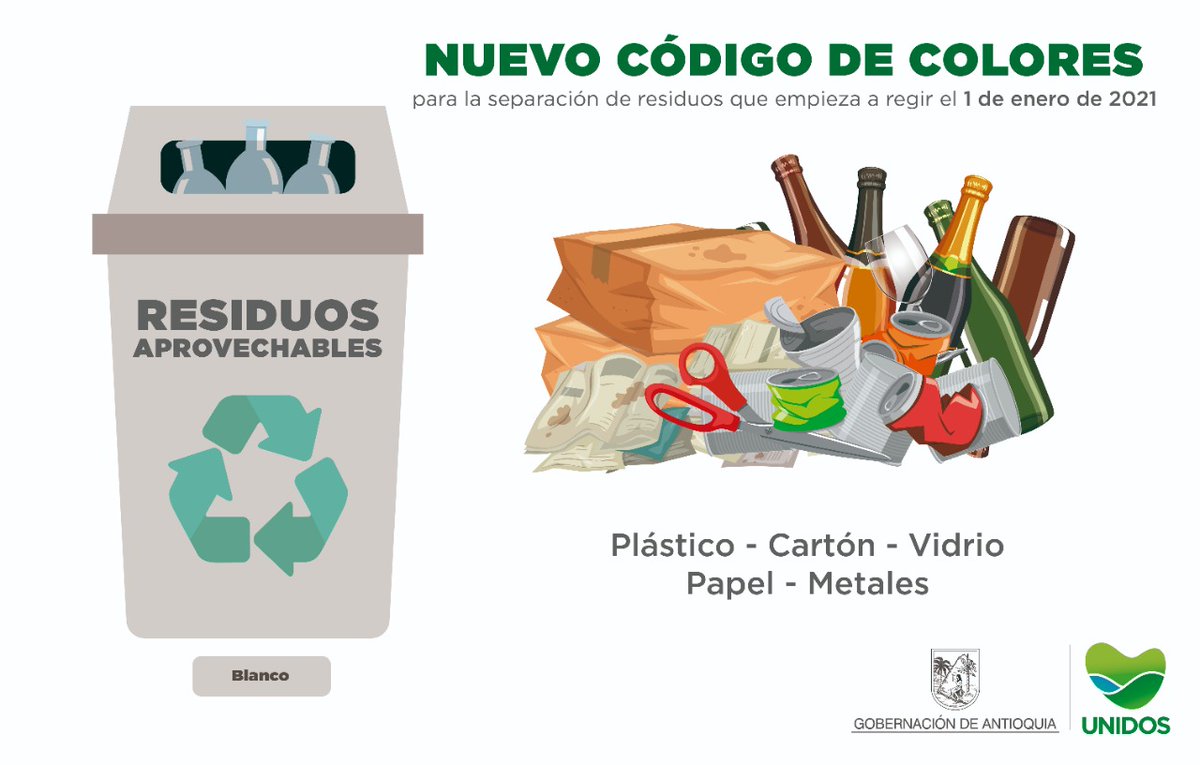 NUEVO CÓDIGO DE COLORES
para la separación de residuos que empieza a regir el 1 de enero de 2021
RESIDUOS
APROVECHABLES
Blanco
Plástico - Cartón - Vidrio
Papel - Metales
GOBERNACIÓN DE ANTIOQUIA
UNIDOS